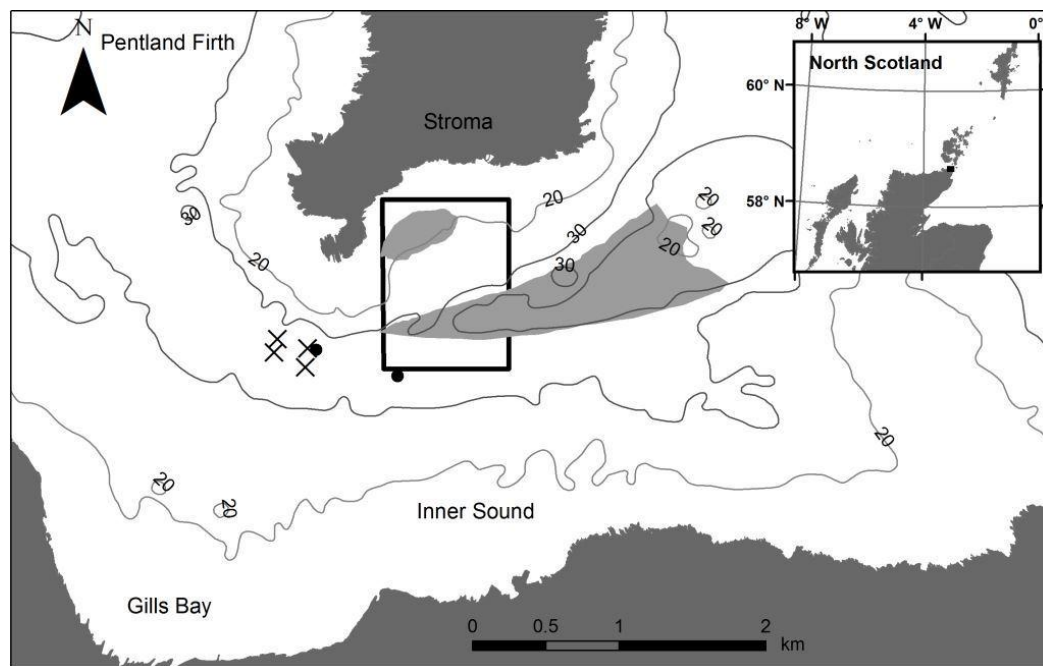 N
Pentland Firth
Stroma
8° W
4° W
0°
North Scotland
60° N
58° N
20
20
20
30
30
20
20
30
20
20
20
Inner Sound
Gills Bay
0
0.5
1
2
km